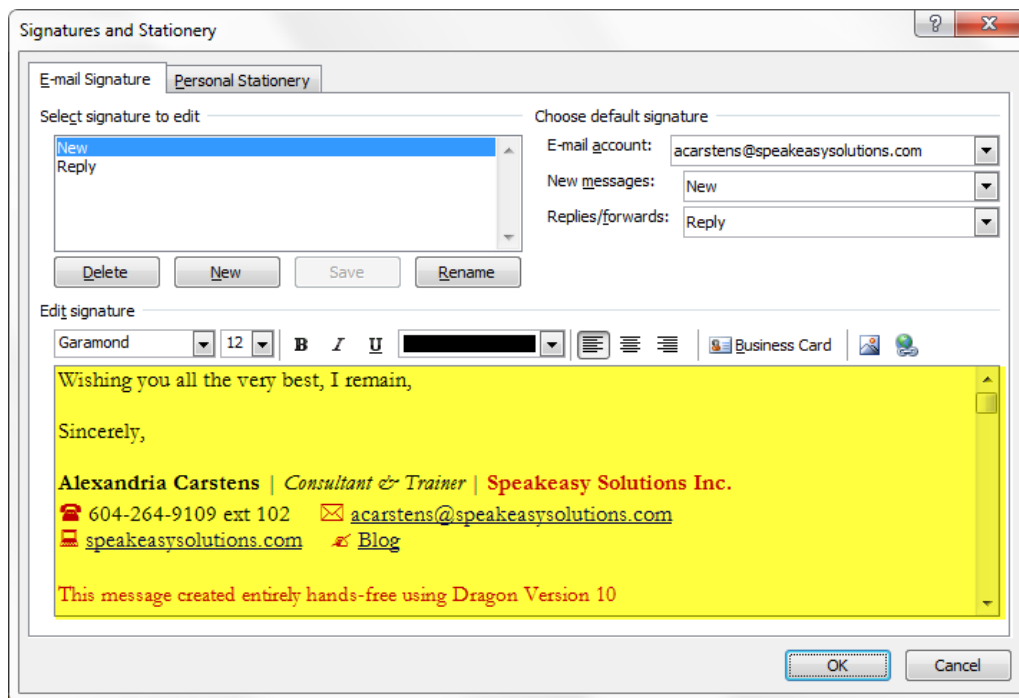 Signatures and Stationery
E-mail Signature Personal Stationery
Select signature to edit
New
Reply
Delete New Save Rename
Choose default signature
E-mail account: acarstens@speakeasysolutions.com
New messages: New
Replies/forwards: Reply
Edit signature
Garamond 12 B I U Business Card
Wishing you all the very best, I remain,
Sincerely,
Alexandria Carstens | Consultant & Trainer | Speakeasy Solutions Inc.
604-264-9109 ext 102 acarstens@speakeasysolutions.com
speakeasysolutions.com Blog
This message created entirely hands-free using Dragon Version 10
OK Cancel